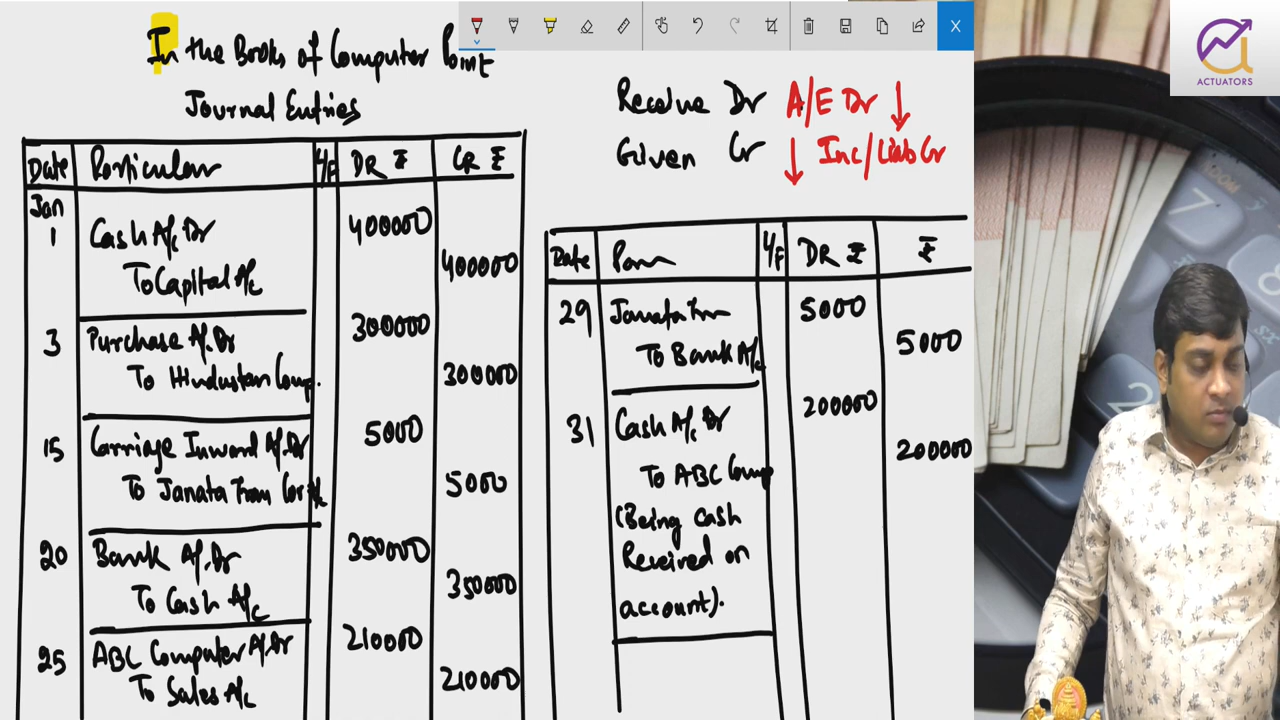 In the Books of Computer Point
Journal Entries
Date Particular L/F DR ₹ CR ₹
Jan
1 Cash A/c Dr 400000
To Capital A/c 400000
3 Purchase A/c Dr 300000
To Hindustan Comp. 300000
15 Carriage Inward A/c Dr 5000
To Janata Tran Cor A/c 5000
20 Bank A/c Dr 350000
To Cash A/c 350000
25 ABC Computer A/c Dr 210000
To Sales A/c 210000
Receive Dr A/E Dr ↓
Given Cr ↓ Inc/Liab Cr
Date L/F DR ₹ ₹
29 Janata Tran 5000
To Bank A/c 5000
31 Cash A/c Dr 200000
To ABC Comp 200000
(Being cash
Received on
account).
ACTUATORS
7
2